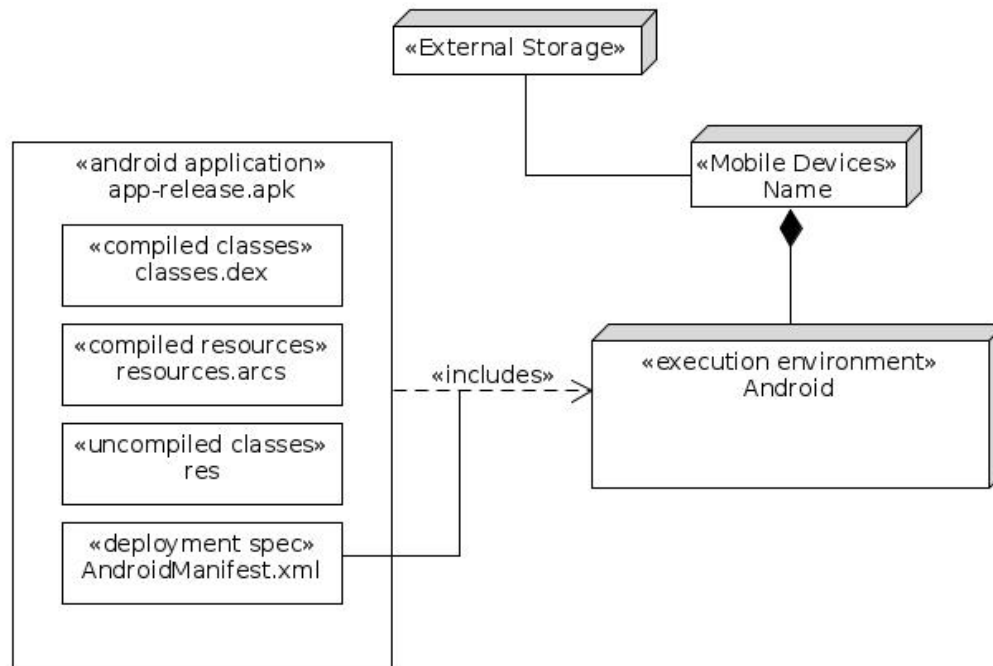 «External Storage»
«Mobile Devices»
Name
«android application»
app-release.apk
«compiled classes»
classes.dex
«compiled resources»
resources.arcs
«uncompiled classes»
res
«deployment spec»
AndroidManifest.xml
«includes»
«execution environment»
Android